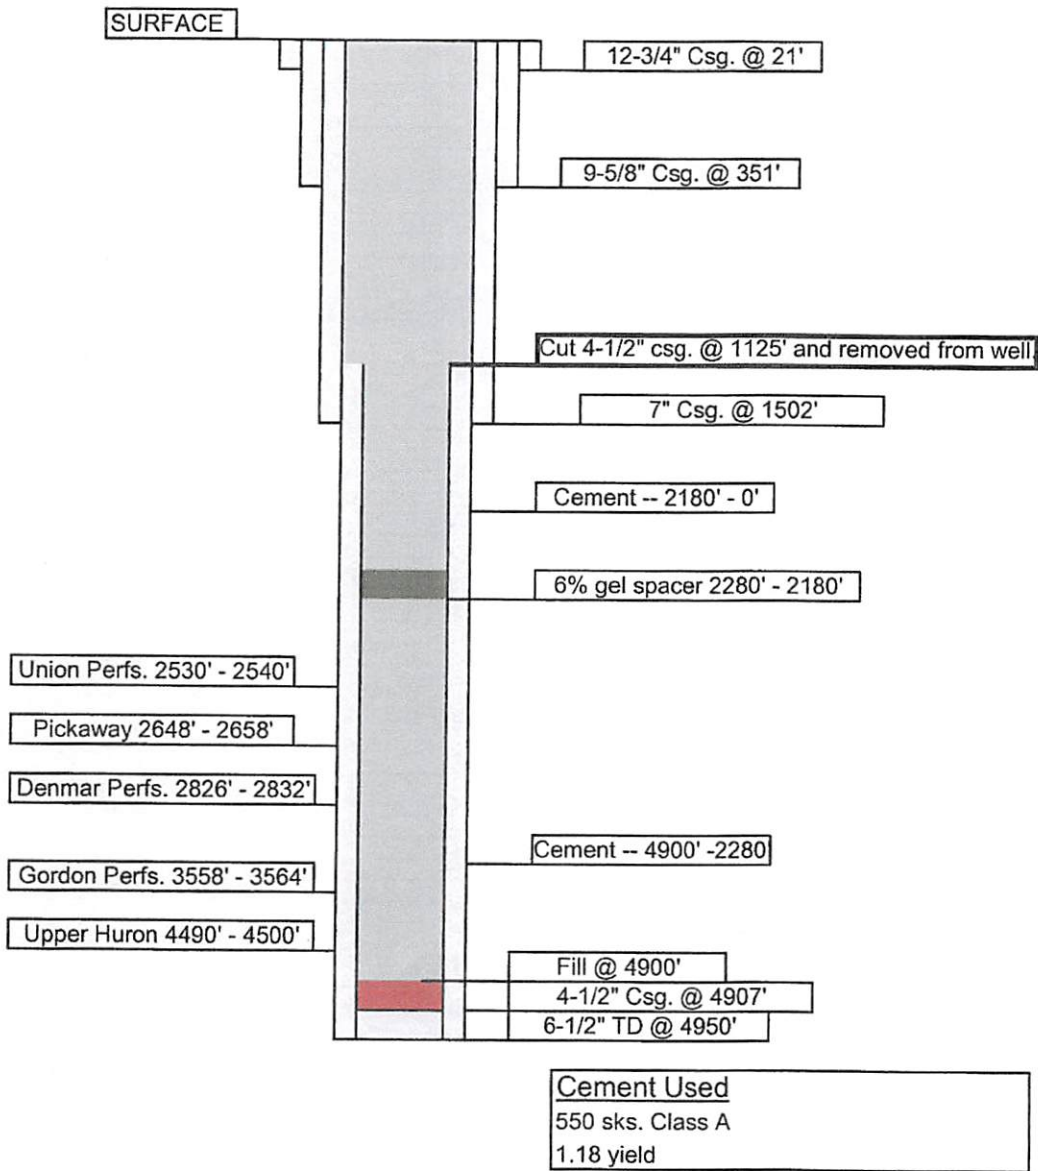 SURFACE
12-3/4" Csg. @ 21'
9-5/8" Csg. @ 351'
Cut 4-1/2" csg. @ 1125' and removed from well.
7" Csg. @ 1502'
Cement -- 2180' - 0'
6% gel spacer 2280' - 2180'
Union Perfs. 2530' - 2540'
Pickaway 2648' - 2658'
Denmar Perfs. 2826' - 2832'
Cement -- 4900' -2280
Gordon Perfs. 3558' - 3564'
Upper Huron 4490' - 4500'
Fill @ 4900'
4-1/2" Csg. @ 4907'
6-1/2" TD @ 4950'
Cement Used
550 sks. Class A
1.18 yield